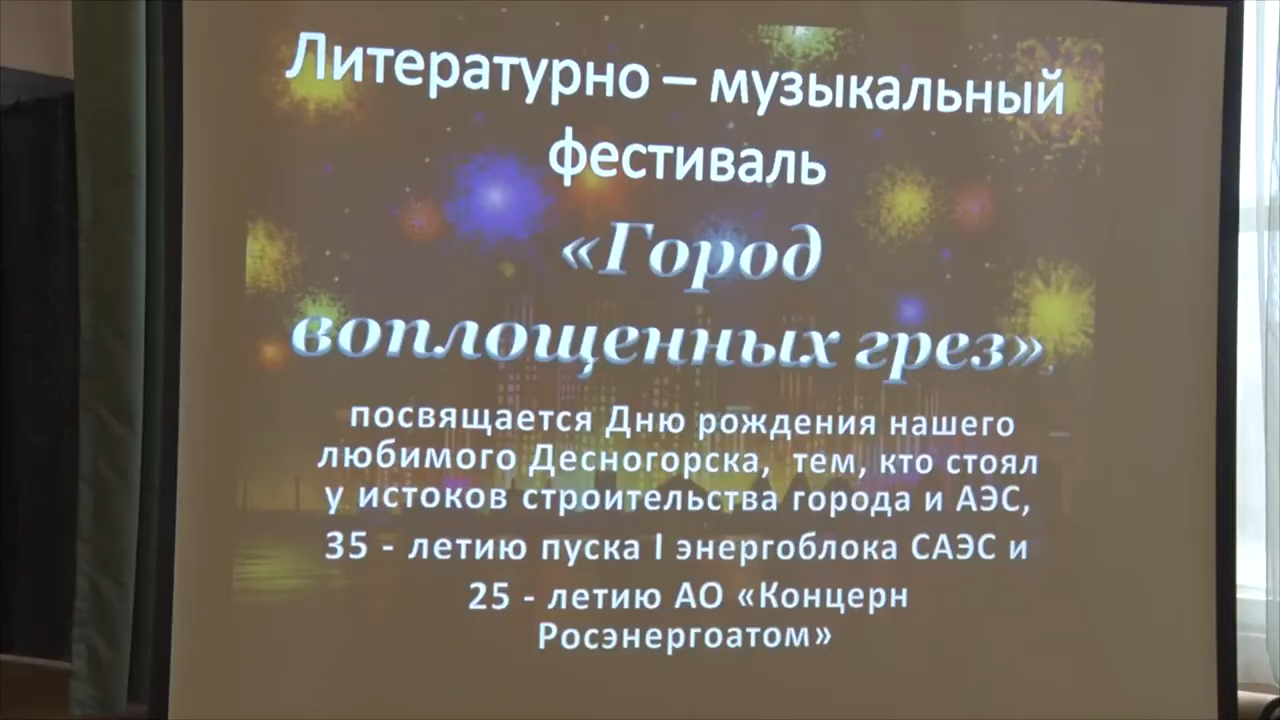 Литературно – музыкальный
фестиваль
«Город
воплощенных грез»,
посвящается Дню рождения нашего
любимого Десногорска, тем, кто стоял
у истоков строительства города и АЭС,
35 - летию пуска I энергоблока САЭС и
25 - летию АО «Концерн
Росэнергоатом»